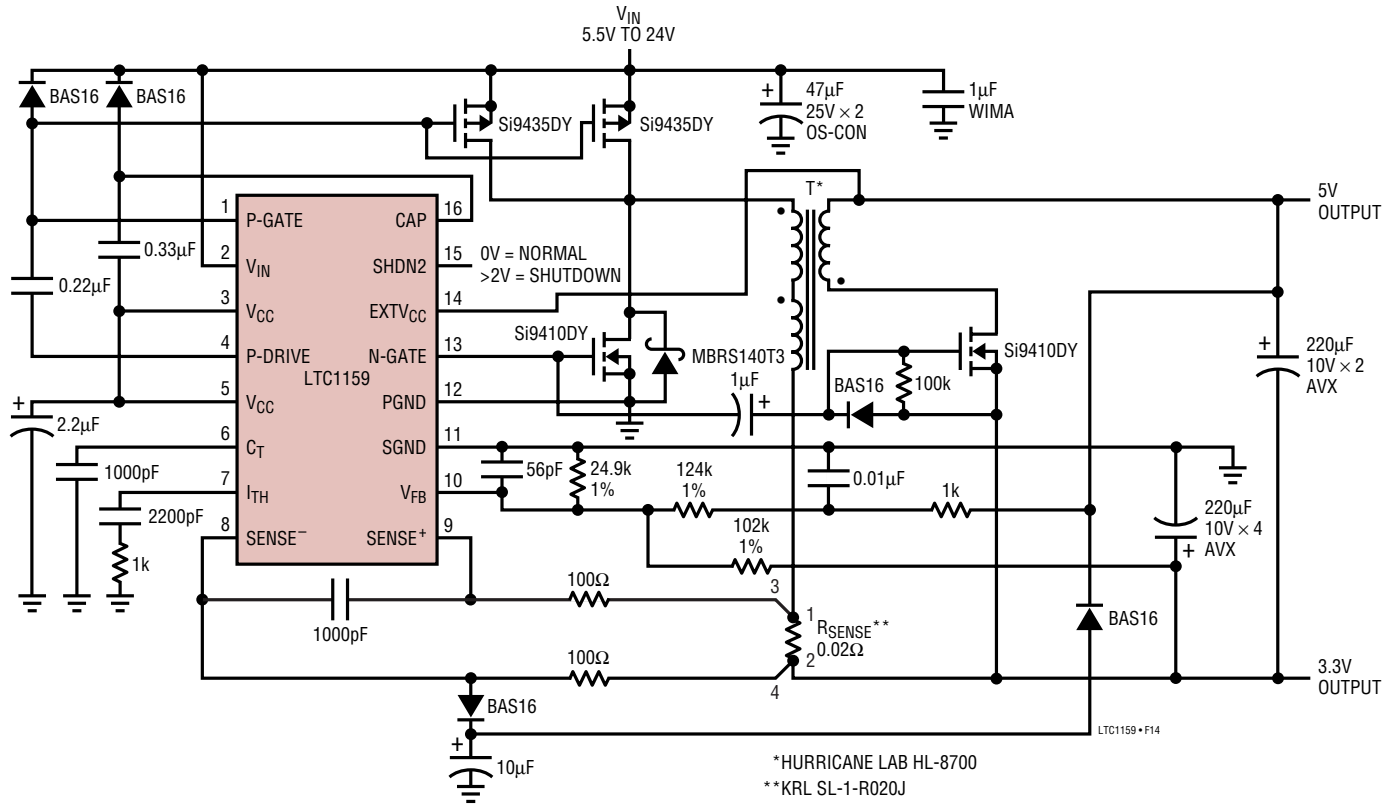 V_IN
5.5V TO 24V
BAS16
BAS16
Si9435DY
Si9435DY
+
47µF
25V × 2
OS-CON
1µF
WIMA
T*
5V
OUTPUT
1
P-GATE
CAP
16
0.33µF
2
V_IN
SHDN2
15
0V = NORMAL
>2V = SHUTDOWN
0.22µF
3
V_CC
EXTV_CC
14
4
P-DRIVE
N-GATE
13
Si9410DY
MBRS140T3
Si9410DY
LTC1159
1µF
+
BAS16
100k
+
220µF
10V × 2
AVX
5
V_CC
PGND
12
+
2.2µF
6
C_T
SGND
11
1000pF
56pF
24.9k
1%
124k
1%
0.01µF
1k
7
I_TH
V_FB
10
2200pF
1k
102k
1%
220µF
10V × 4
AVX
+
8
SENSE⁻
SENSE⁺
9
1000pF
100Ω
3
1
R_SENSE**
0.02Ω
2
4
100Ω
BAS16
BAS16
3.3V
OUTPUT
+
10µF
LTC1159 • F14
*HURRICANE LAB HL-8700
**KRL SL-1-R020J